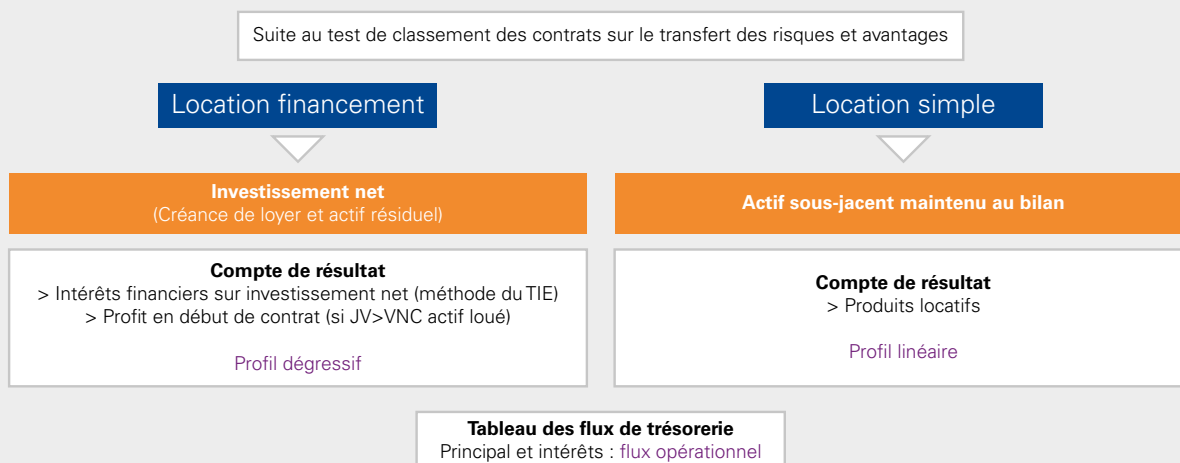 Suite au test de classement des contrats sur le transfert des risques et avantages
Location financement
Investissement net
(Créance de loyer et actif résiduel)
Compte de résultat
> Intérêts financiers sur investissement net (méthode du TIE)
> Profit en début de contrat (si JV>VNC actif loué)
Profil dégressif
Location simple
Actif sous-jacent maintenu au bilan
Compte de résultat
> Produits locatifs
Profil linéaire
Tableau des flux de trésorerie
Principal et intérêts : flux opérationnel